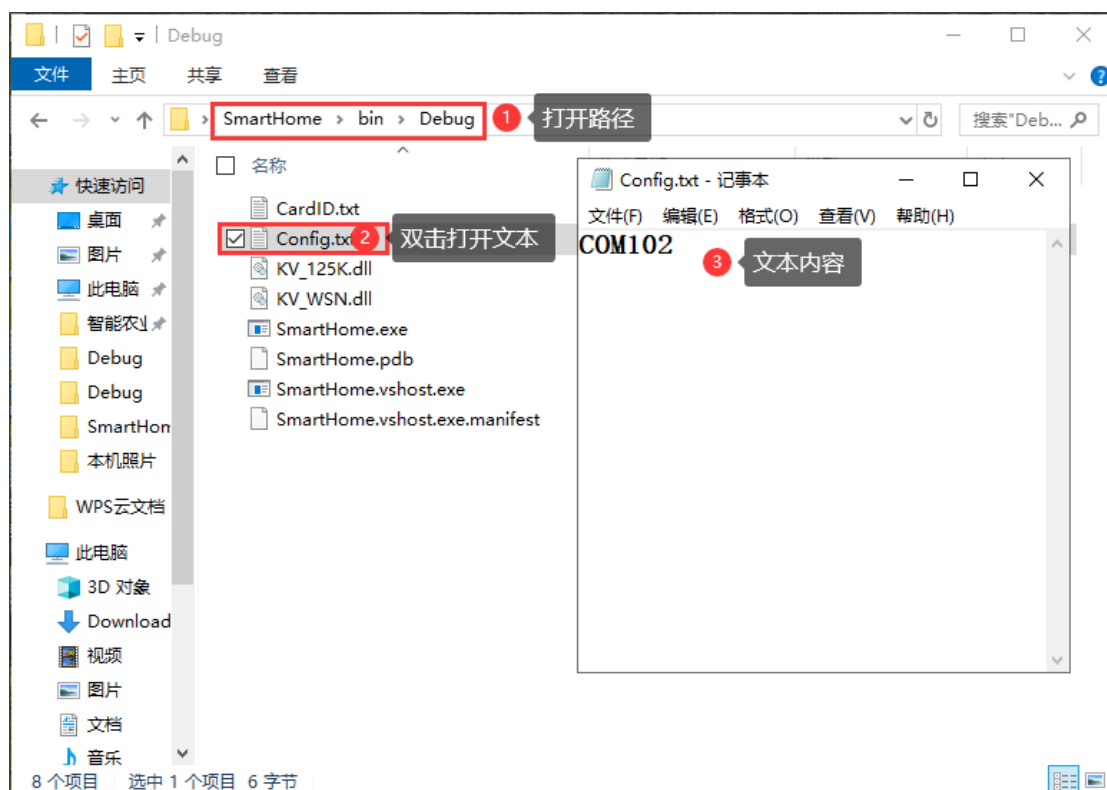 Debug
文件 主页 共享 查看
SmartHome › bin › Debug 1 打开路径 搜索"Deb...
名称
快速访问
桌面
图片
此电脑
智能农业
Debug
Debug
SmartHom
本机照片
WPS云文档
此电脑
3D 对象
Download
视频
图片
文档
音乐
CardID.txt
Config.txt 2 双击打开文本
KV_125K.dll
KV_WSN.dll
SmartHome.exe
SmartHome.pdb
SmartHome.vshost.exe
SmartHome.vshost.exe.manifest
Config.txt - 记事本
文件(F) 编辑(E) 格式(O) 查看(V) 帮助(H)
COM102
3 文本内容
8 个项目 选中 1 个项目 6 字节